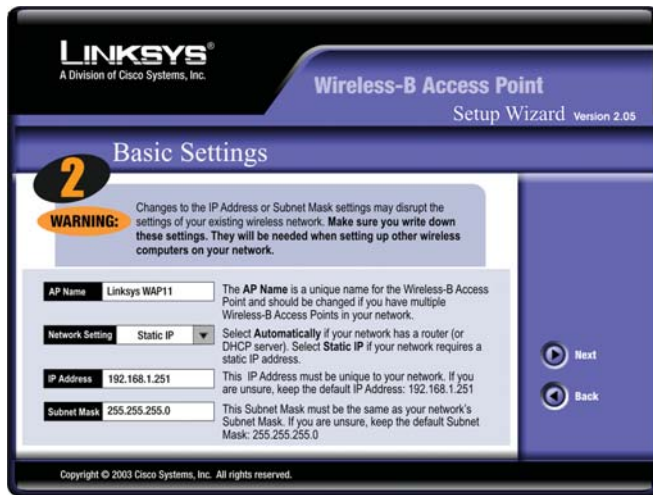 LINKSYS®
A Division of Cisco Systems, Inc.
Wireless-B Access Point
Setup Wizard Version 2.05
2
Basic Settings
WARNING:
Changes to the IP Address or Subnet Mask settings may disrupt the
settings of your existing wireless network. Make sure you write down
these settings. They will be needed when setting up other wireless
computers on your network.
AP Name Linksys WAP11
The AP Name is a unique name for the Wireless-B Access
Point and should be changed if you have multiple
Wireless-B Access Points in your network.
Network Setting Static IP
Select Automatically if your network has a router (or
DHCP server). Select Static IP if your network requires a
static IP address.
IP Address 192.168.1.251
This IP Address must be unique to your network. If you
are unsure, keep the default IP Address: 192.168.1.251
Subnet Mask 255.255.255.0
This Subnet Mask must be the same as your network's
Subnet Mask. If you are unsure, keep the default Subnet
Mask: 255.255.255.0
Next
Back
Copyright © 2003 Cisco Systems, Inc. All rights reserved.